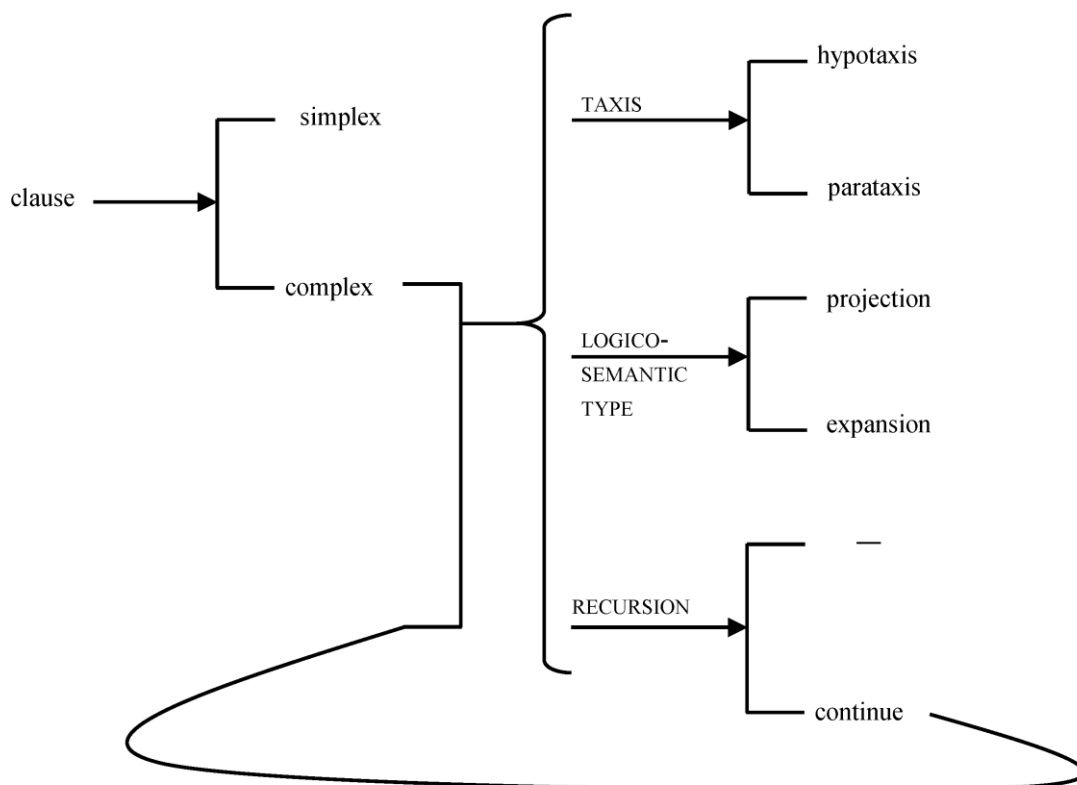 hypotaxis
TAXIS
simplex
parataxis
clause
complex
projection
LOGICO-
SEMANTIC
TYPE
expansion
—
RECURSION
continue